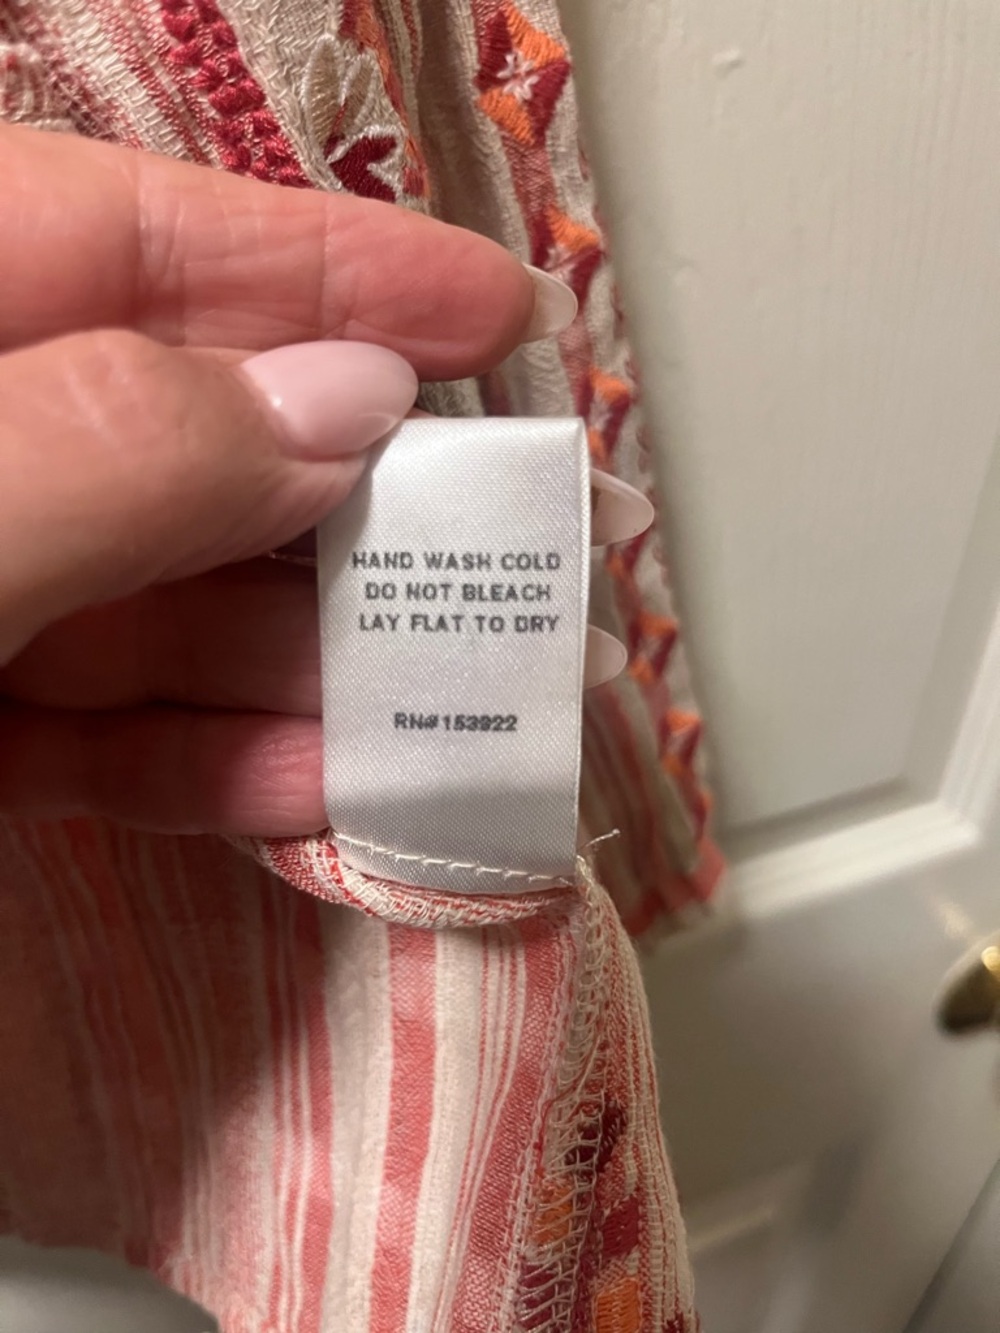 HAND WASH COLD
DO NOT BLEACH
LAY FLAT TO DRY
RN#153922